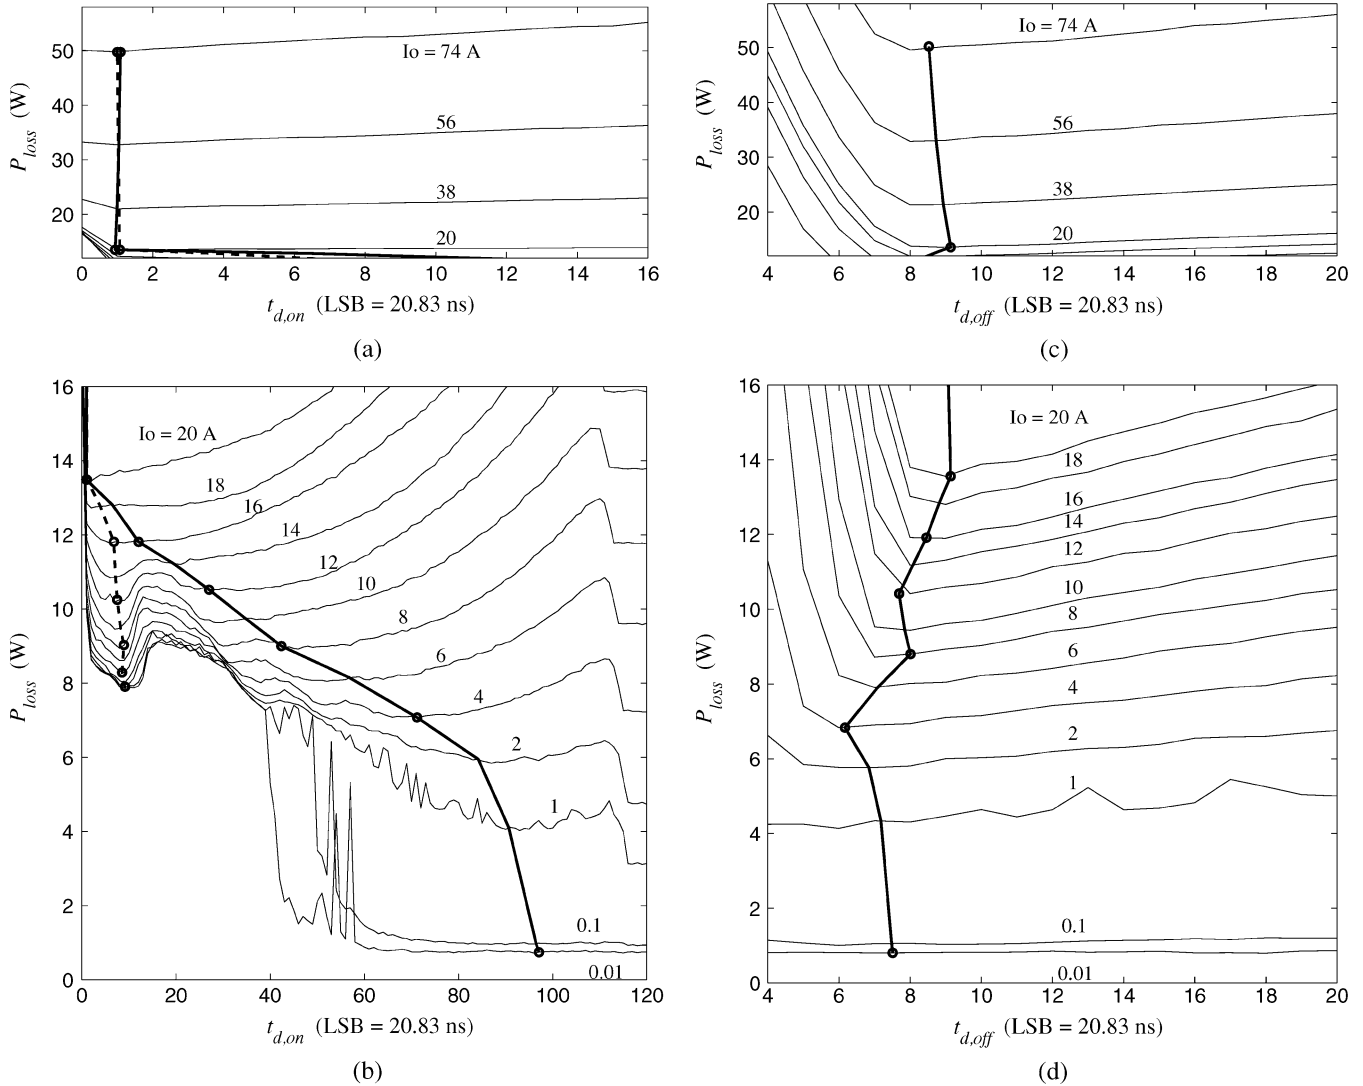 50
40
30
20
P_loss (W)
Io = 74 A
56
38
20
0 2 4 6 8 10 12 14 16
t_d,on (LSB = 20.83 ns)
(a)
50
40
30
20
P_loss (W)
Io = 74 A
56
38
20
4 6 8 10 12 14 16 18 20
t_d,off (LSB = 20.83 ns)
(c)
16
14
12
10
8
6
4
2
0
P_loss (W)
Io = 20 A
18
16
14
12
10
8
6
4
2
1
0.1
0.01
0 20 40 60 80 100 120
t_d,on (LSB = 20.83 ns)
(b)
16
14
12
10
8
6
4
2
0
P_loss (W)
Io = 20 A
18
16
14
12
10
8
6
4
2
1
0.1
0.01
4 6 8 10 12 14 16 18 20
t_d,off (LSB = 20.83 ns)
(d)